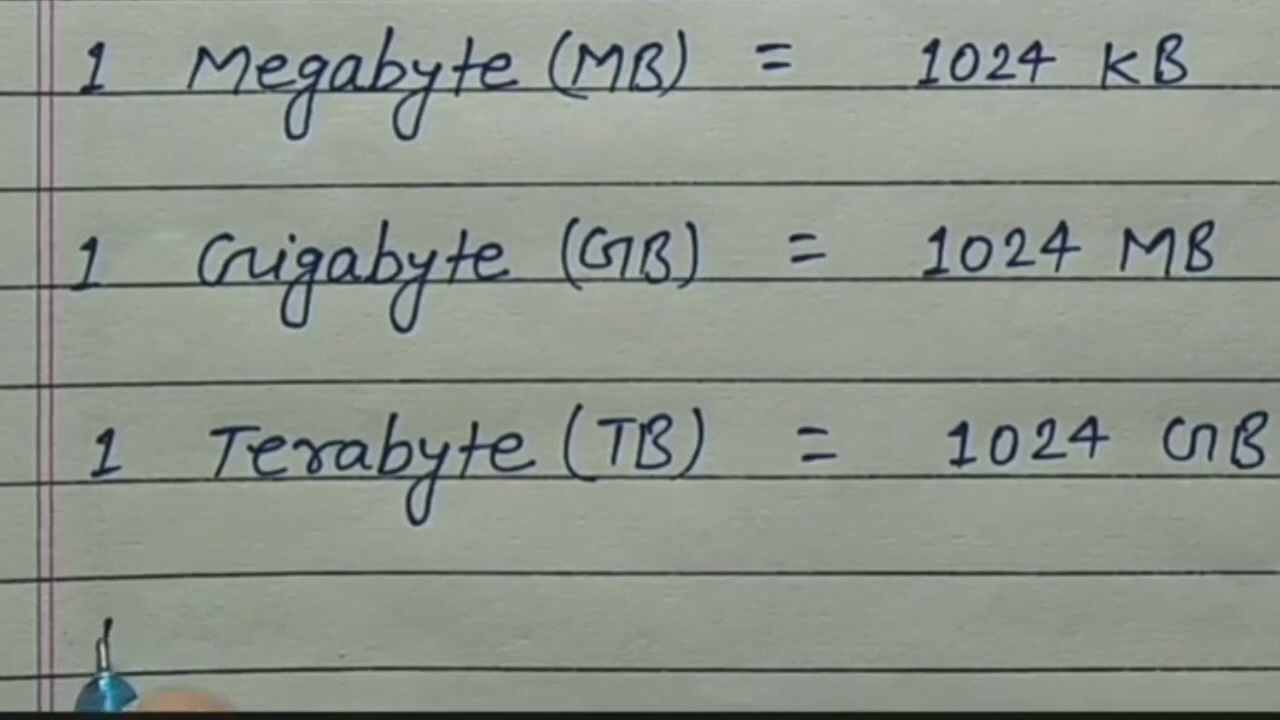 1 Megabyte (MB) = 1024 KB
1 Gigabyte (GB) = 1024 MB
1 Terabyte (TB) = 1024 GB